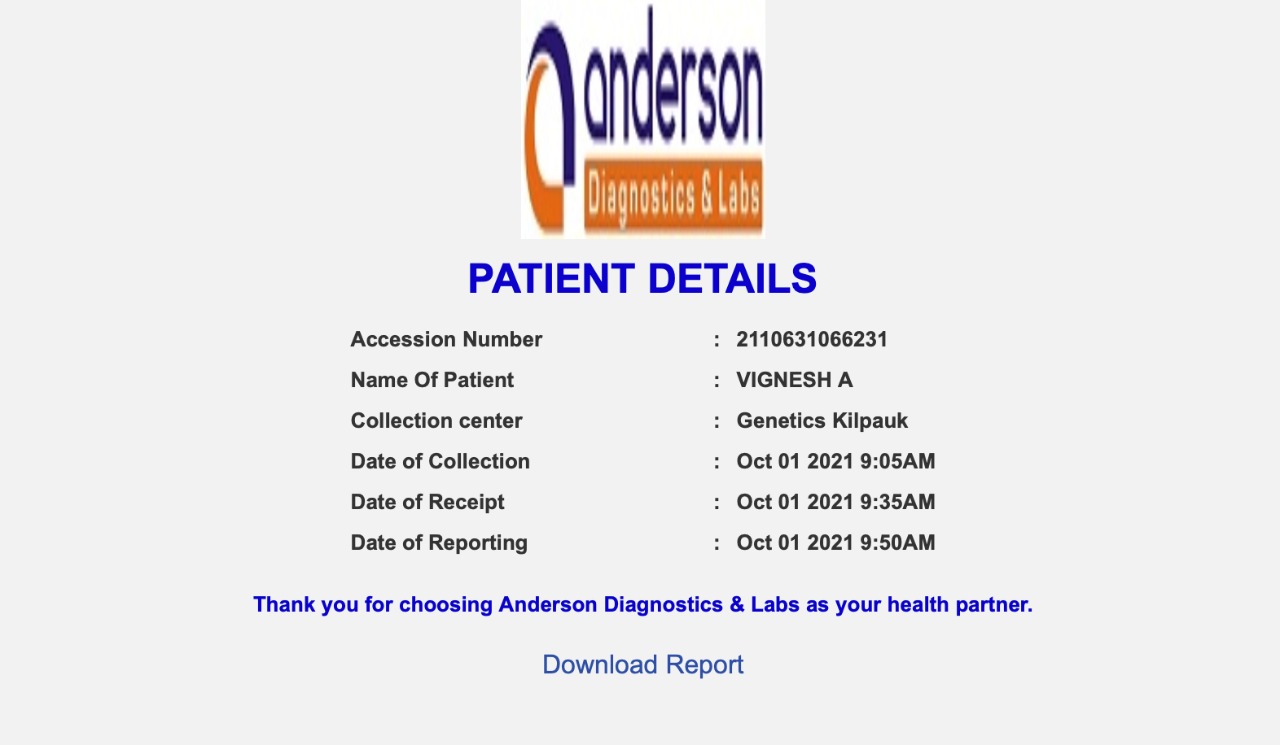 anderson
Diagnostics & Labs
PATIENT DETAILS
Accession Number : 2110631066231
Name Of Patient : VIGNESH A
Collection center : Genetics Kilpauk
Date of Collection : Oct 01 2021 9:05AM
Date of Receipt : Oct 01 2021 9:35AM
Date of Reporting : Oct 01 2021 9:50AM
Thank you for choosing Anderson Diagnostics & Labs as your health partner.
Download Report